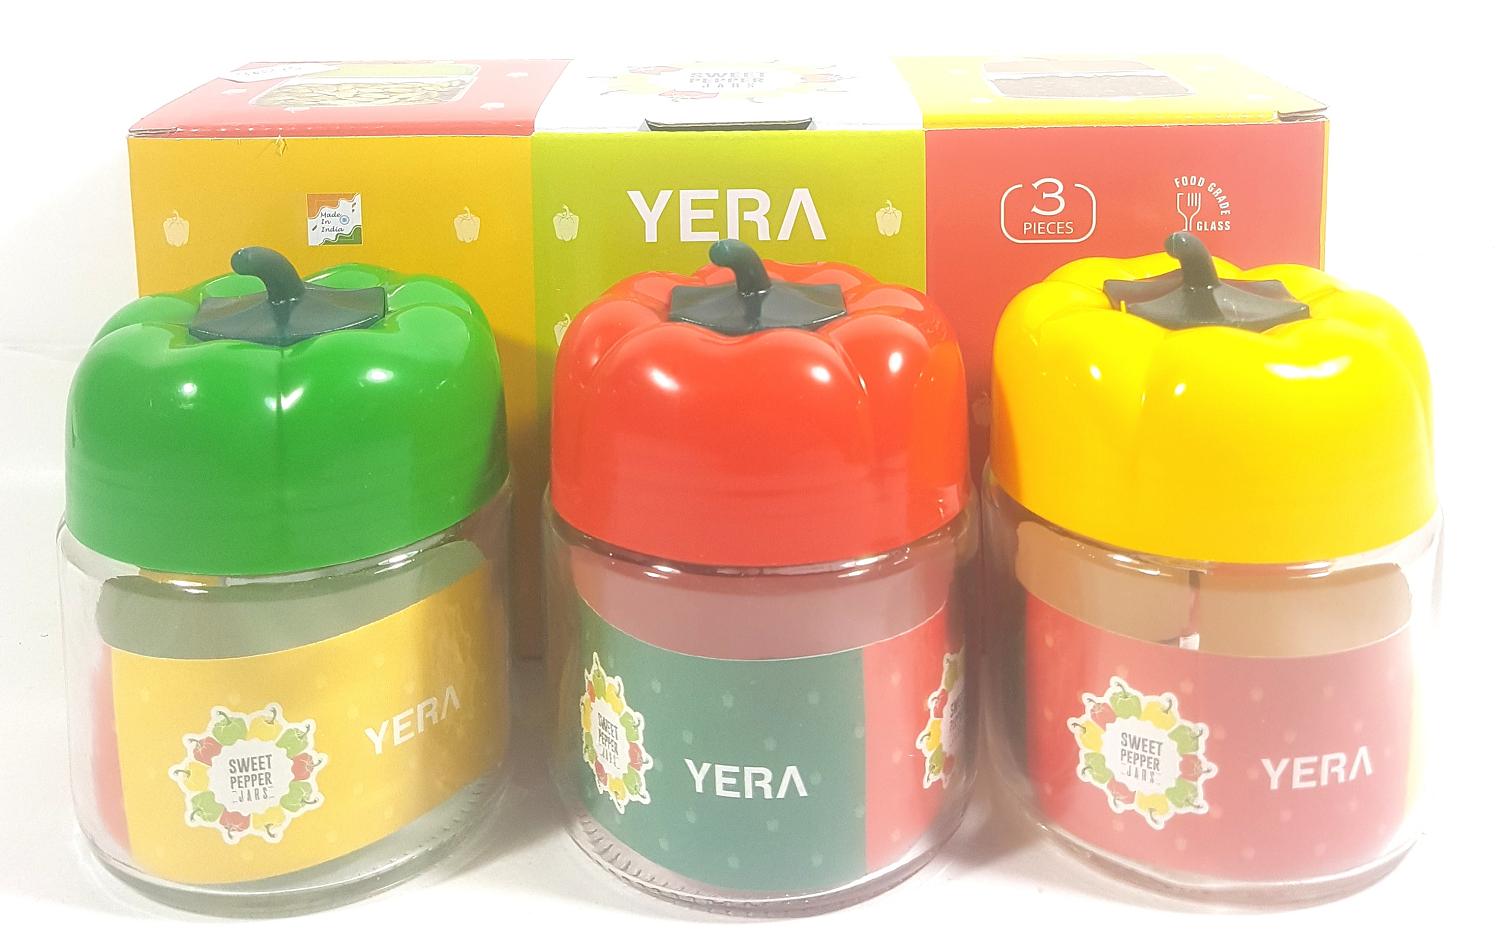 SWEET
PEPPER
JARS
Made
In
India
YERA
3
PIECES
FOOD GRADE
GLASS
SWEET
PEPPER
JARS
YERA
SWEET
PEPPER
JARS
YERA
SWEET
PEPPER
JARS
YERA